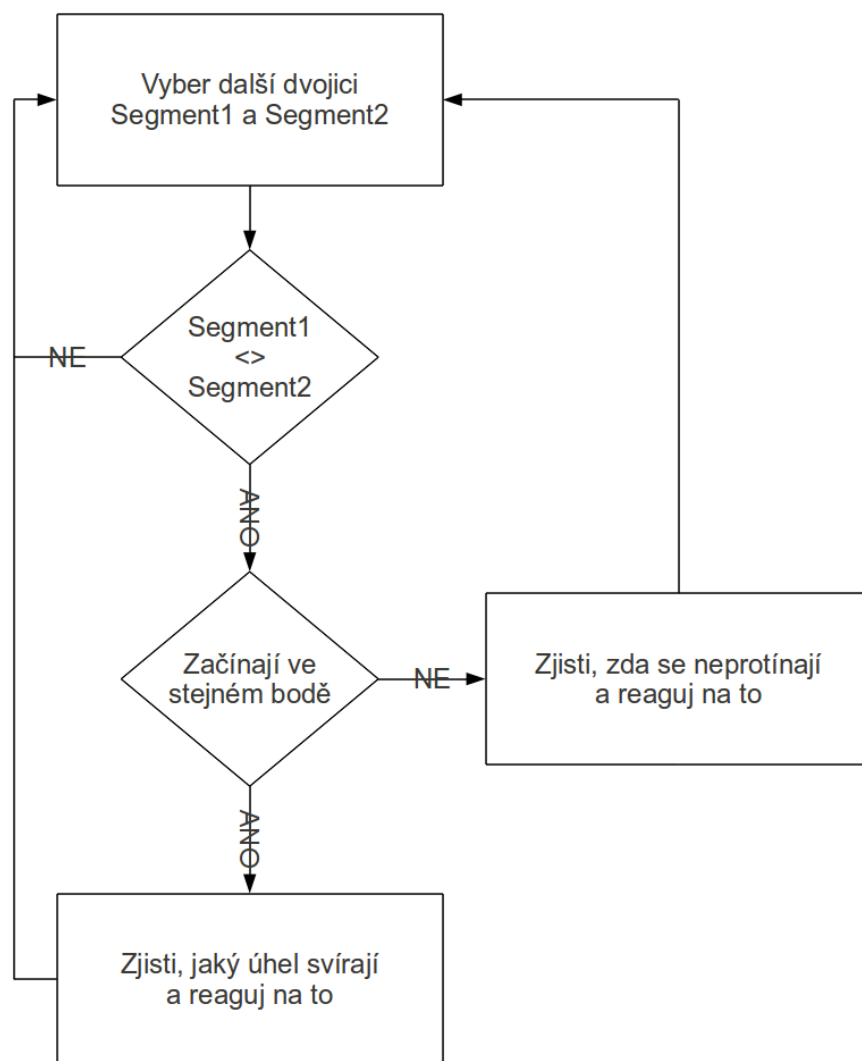 Vyber další dvojici
Segment1 a Segment2
Segment1
<>
Segment2
NE
ANO
Začínají ve
stejném bodě
NE
Zjisti, zda se neprotínají
a reaguj na to
ANO
Zjisti, jaký úhel svírají
a reaguj na to